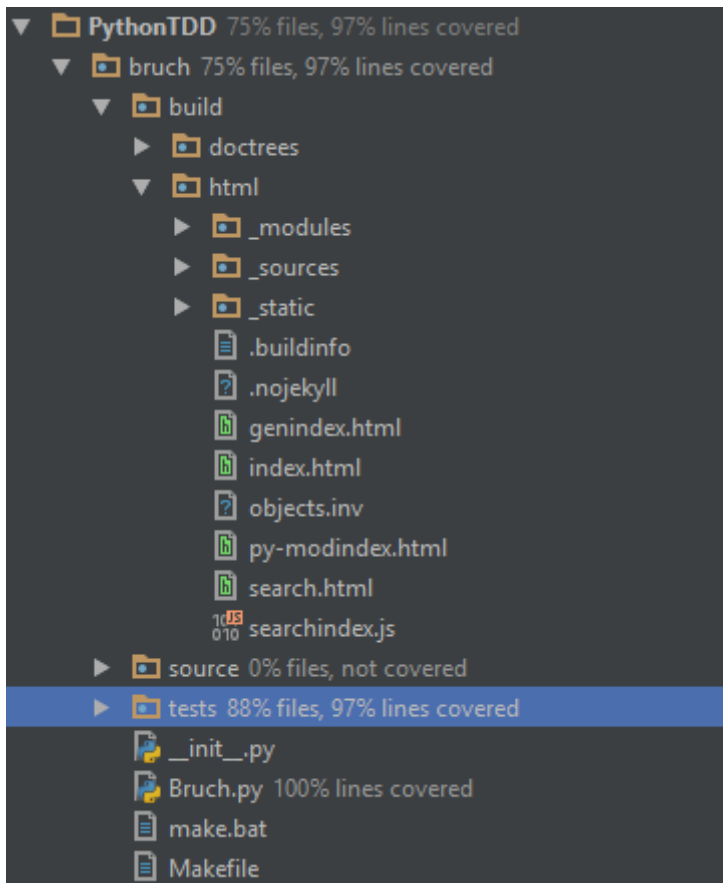 PythonTDD 75% files, 97% lines covered
bruch 75% files, 97% lines covered
build
doctrees
html
_modules
_sources
_static
.buildinfo
.nojekyll
genindex.html
index.html
objects.inv
py-modindex.html
search.html
searchindex.js
source 0% files, not covered
tests 88% files, 97% lines covered
__init__.py
Bruch.py 100% lines covered
make.bat
Makefile